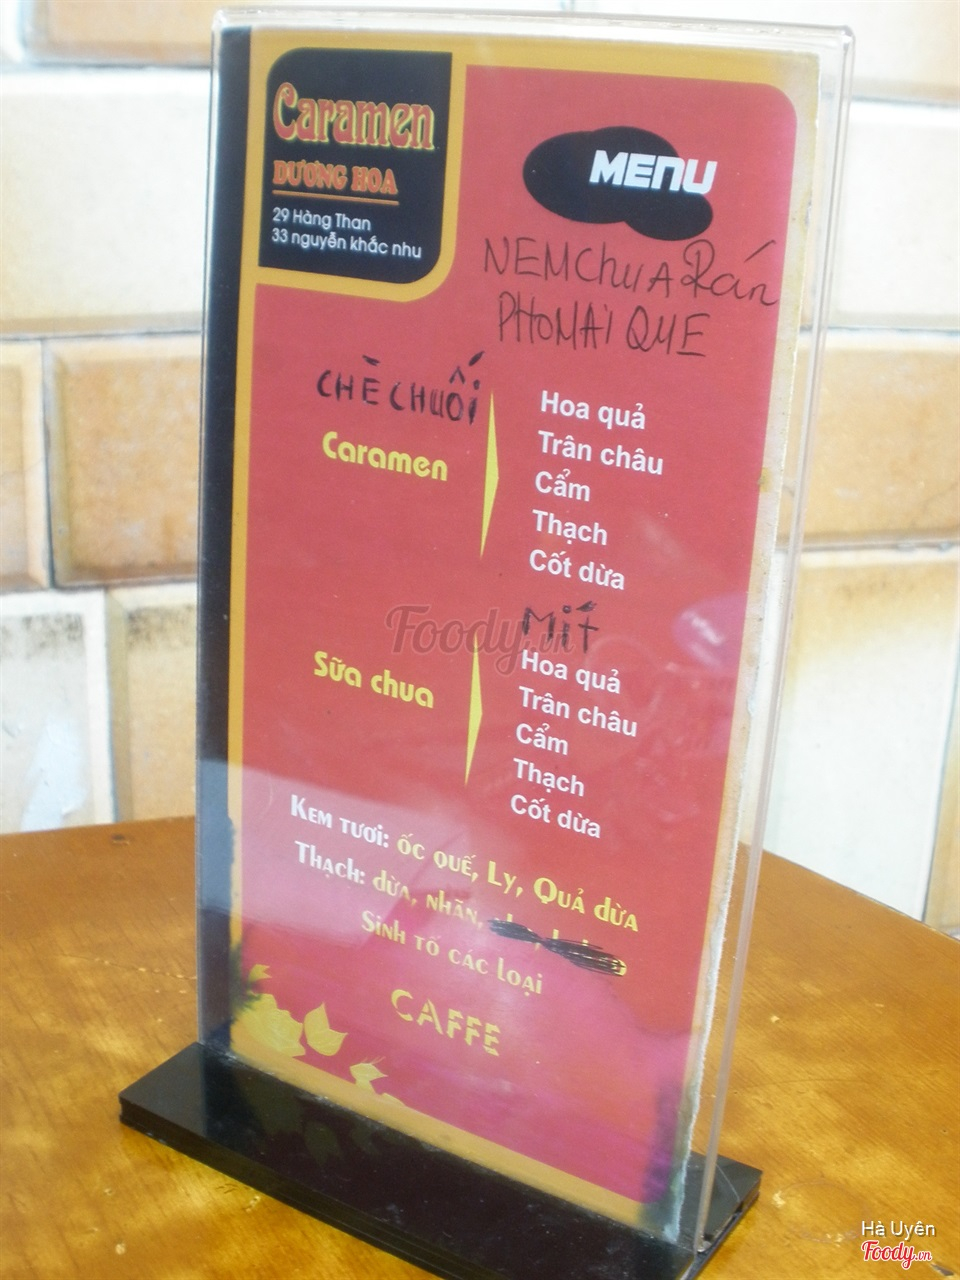 Caramen
DƯƠNG HOA
29 Hàng Than
33 nguyễn khắc nhu
MENU
NEM CHUA Rán
PHOMAI QUE
CHÈ CHUỐI
Caramen
Hoa quả
Trân châu
Cẩm
Thạch
Cốt dừa
Foody.vn
Sữa chua
Mít
Hoa quả
Trân châu
Cẩm
Thạch
Cốt dừa
Kem tươi: ốc quế, Ly, Quả dừa
Thạch: dừa, nhãn,
Sinh tố các loại
CAFFE
Hà Uyên
Foody.vn